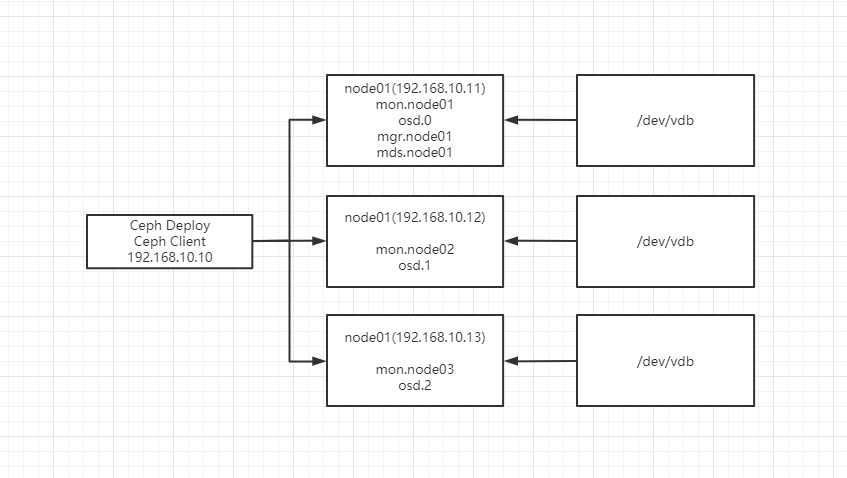 node01(192.168.10.11)
mon.node01
osd.0
mgr.node01
mds.node01
/dev/vdb
Ceph Deploy
Ceph Client
192.168.10.10
node01(192.168.10.12)
mon.node02
osd.1
/dev/vdb
node01(192.168.10.13)
mon.node03
osd.2
/dev/vdb